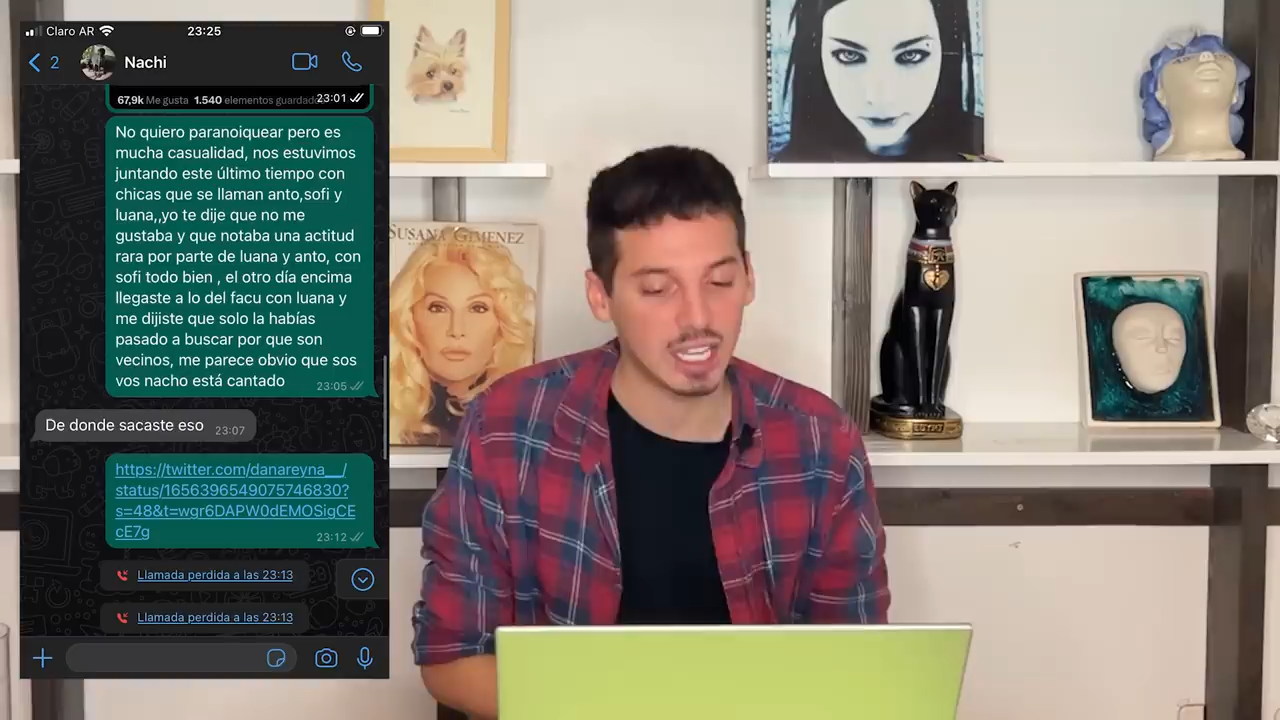 Claro AR
23:25
2
Nachi
67,9k Me gusta 1.540 elementos guardado
23:01
No quiero paranoiquear pero es
mucha casualidad, nos estuvimos
juntando este último tiempo con
chicas que se llaman anto,sofi y
luana,,yo te dije que no me
gustaba y que notaba una actitud
rara por parte de luana y anto, con
sofi todo bien , el otro día encima
llegaste a lo del facu con luana y
me dijiste que solo la habías
pasado a buscar por que son
vecinos, me parece obvio que sos
vos nacho está cantado
23:05
De donde sacaste eso
23:07
https://twitter.com/danareyna__/
status/1656396549075746830?
s=48&t=wgr6DAPW0dEMOSigCE
cE7g
23:12
Llamada perdida a las 23:13
Llamada perdida a las 23:13
SUSANA GIMENEZ
EGYPT